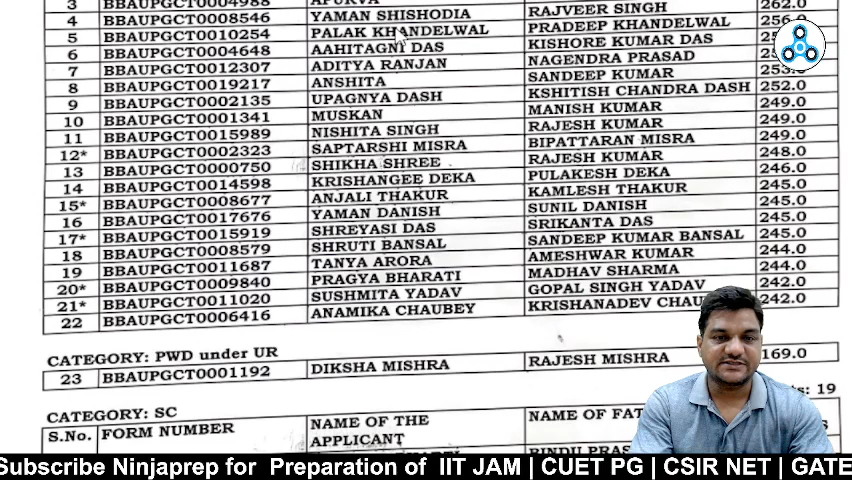 3 BBAUPGCT0004988 APURVA
4 BBAUPGCT0008546 YAMAN SHISHODIA RAJVEER SINGH 262.0
5 BBAUPGCT0010254 PALAK KHANDELWAL PRADEEP KHANDELWAL 256.0
6 BBAUPGCT0004648 AAHITAGNI DAS KISHORE KUMAR DAS
7 BBAUPGCT0012307 ADITYA RANJAN NAGENDRA PRASAD
8 BBAUPGCT0019217 ANSHITA SANDEEP KUMAR 253.0
9 BBAUPGCT0002135 UPAGNYA DASH KSHITISH CHANDRA DASH 252.0
10 BBAUPGCT0001341 MUSKAN MANISH KUMAR 249.0
11 BBAUPGCT0015989 NISHITA SINGH RAJESH KUMAR 249.0
12* BBAUPGCT0002323 SAPTARSHI MISRA BIPATTARAN MISRA 249.0
13 BBAUPGCT0000750 SHIKHA SHREE RAJESH KUMAR 248.0
14 BBAUPGCT0014598 KRISHANGEE DEKA PULAKESH DEKA 246.0
15* BBAUPGCT0008677 ANJALI THAKUR KAMLESH THAKUR 245.0
16 BBAUPGCT0017676 YAMAN DANISH SUNIL DANISH 245.0
17* BBAUPGCT0015919 SHREYASI DAS SRIKANTA DAS 245.0
18 BBAUPGCT0008579 SHRUTI BANSAL SANDEEP KUMAR BANSAL 245.0
19 BBAUPGCT0011687 TANYA ARORA AMESHWAR KUMAR 244.0
20* BBAUPGCT0009840 PRAGYA BHARATI MADHAV SHARMA 244.0
21* BBAUPGCT0011020 SUSHMITA YADAV GOPAL SINGH YADAV 242.0
22 BBAUPGCT0006416 ANAMIKA CHAUBEY KRISHANADEV CHAU 242.0
CATEGORY: PWD under UR
23 BBAUPGCT0001192 DIKSHA MISHRA RAJESH MISHRA 169.0
CATEGORY: SC : 19
S.No. FORM NUMBER NAME OF THE APPLICANT NAME OF FAT
Subscribe Ninjaprep for Preparation of IIT JAM | CUET PG | CSIR NET | GATE